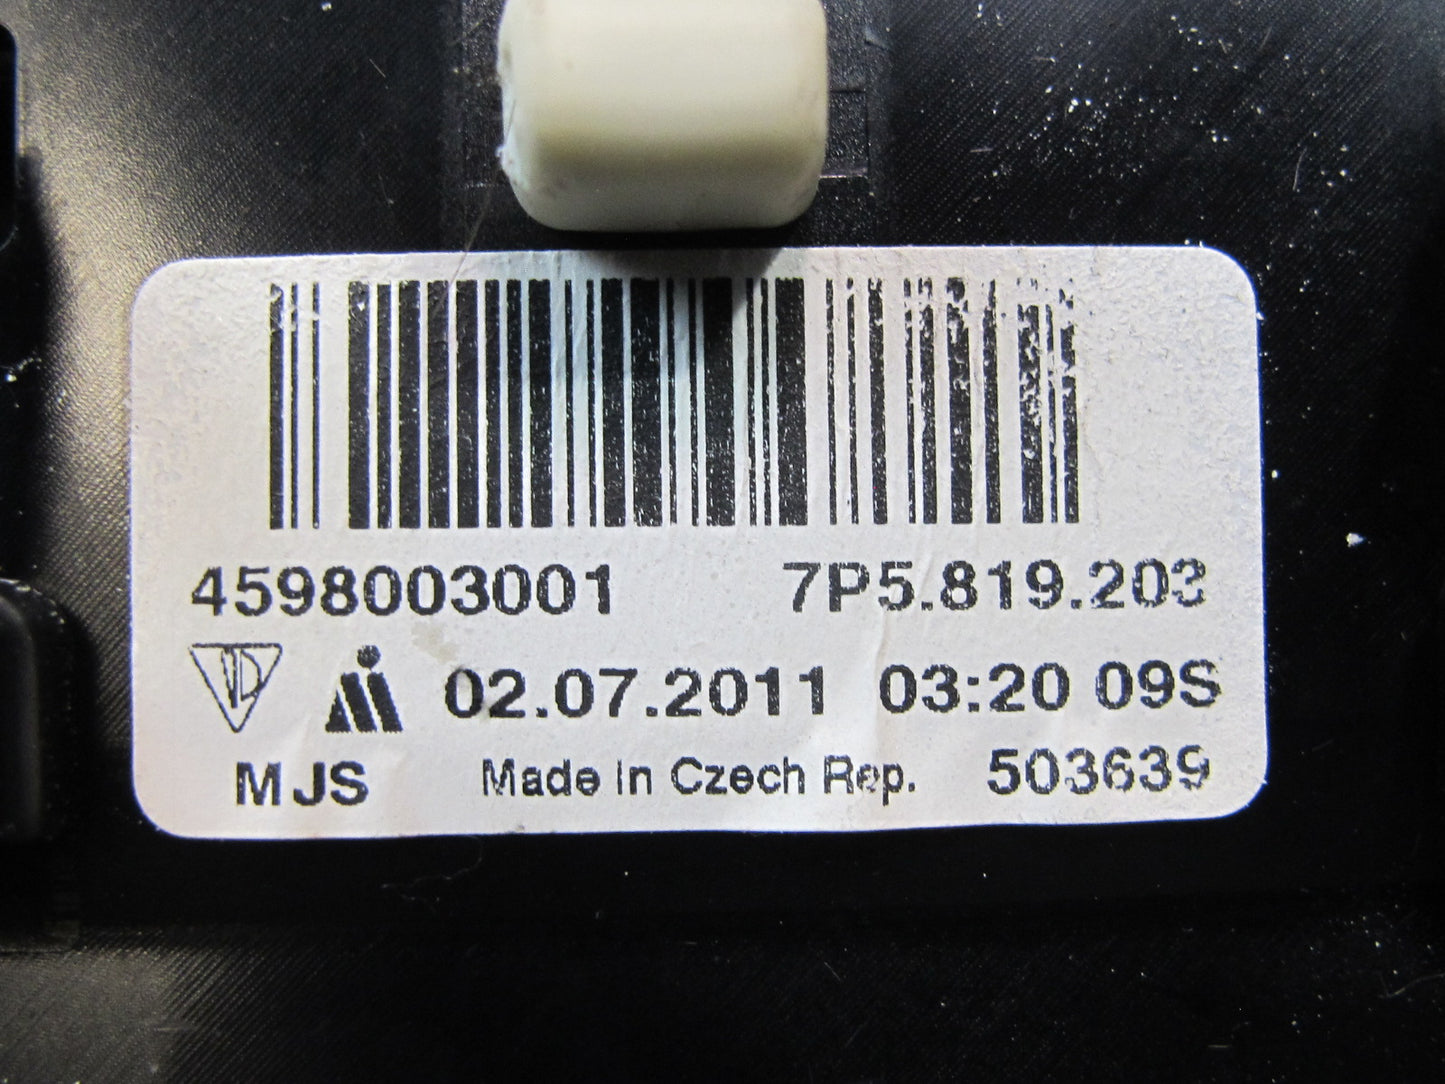 4598003001 7P5.819.203
02.07.2011 03:20 09S
MJS Made in Czech Rep. 503639